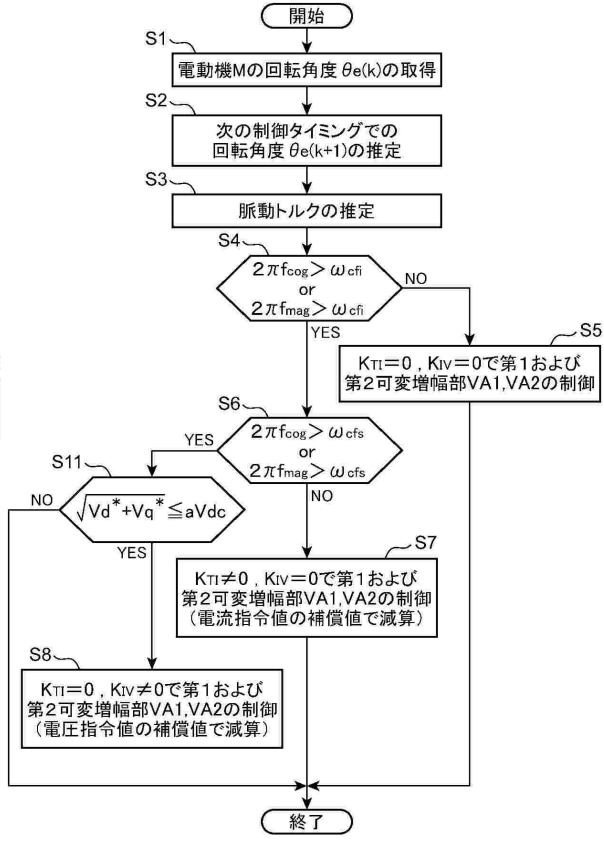 開始
S1
電動機Mの回転角度θe(k)の取得
S2
次の制御タイミングでの
回転角度θe(k+1)の推定
S3
脈動トルクの推定
S4
2πfcog>ωcfi
or
2πfmag>ωcfi
NO
YES
S5
KTI=0,KIV=0で第1および
第2可変増幅部VA1,VA2の制御
S6
2πfcog>ωcfs
or
2πfmag>ωcfs
YES
NO
S11
√Vd*+Vq*≦aVdc
NO
YES
S7
KTI≠0,KIV=0で第1および
第2可変増幅部VA1,VA2の制御
(電流指令値の補償値で減算)
S8
KTI=0,KIV≠0で第1および
第2可変増幅部VA1,VA2の制御
(電圧指令値の補償値で減算)
終了